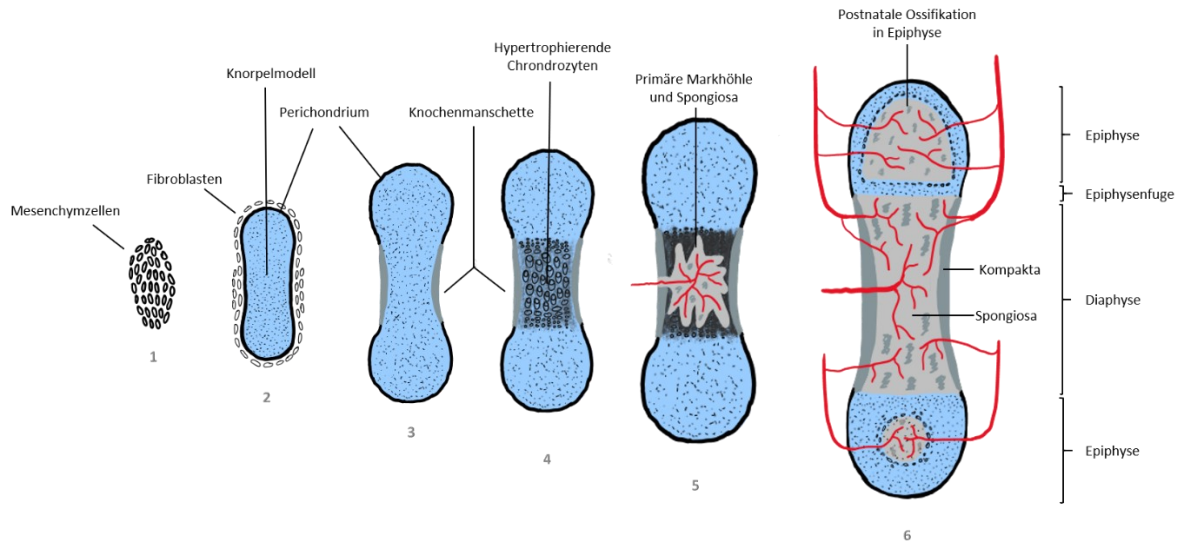 Postnatale Ossifikation
in Epiphyse
Hypertrophierende
Chrondrozyten
Knorpelmodell
Primäre Markhöhle
und Spongiosa
Perichondrium
Knochenmanschette
Epiphyse
Fibroblasten
Epiphysenfuge
Mesenchymzellen
Kompakta
Diaphyse
Spongiosa
1
2
3
4
5
Epiphyse
6